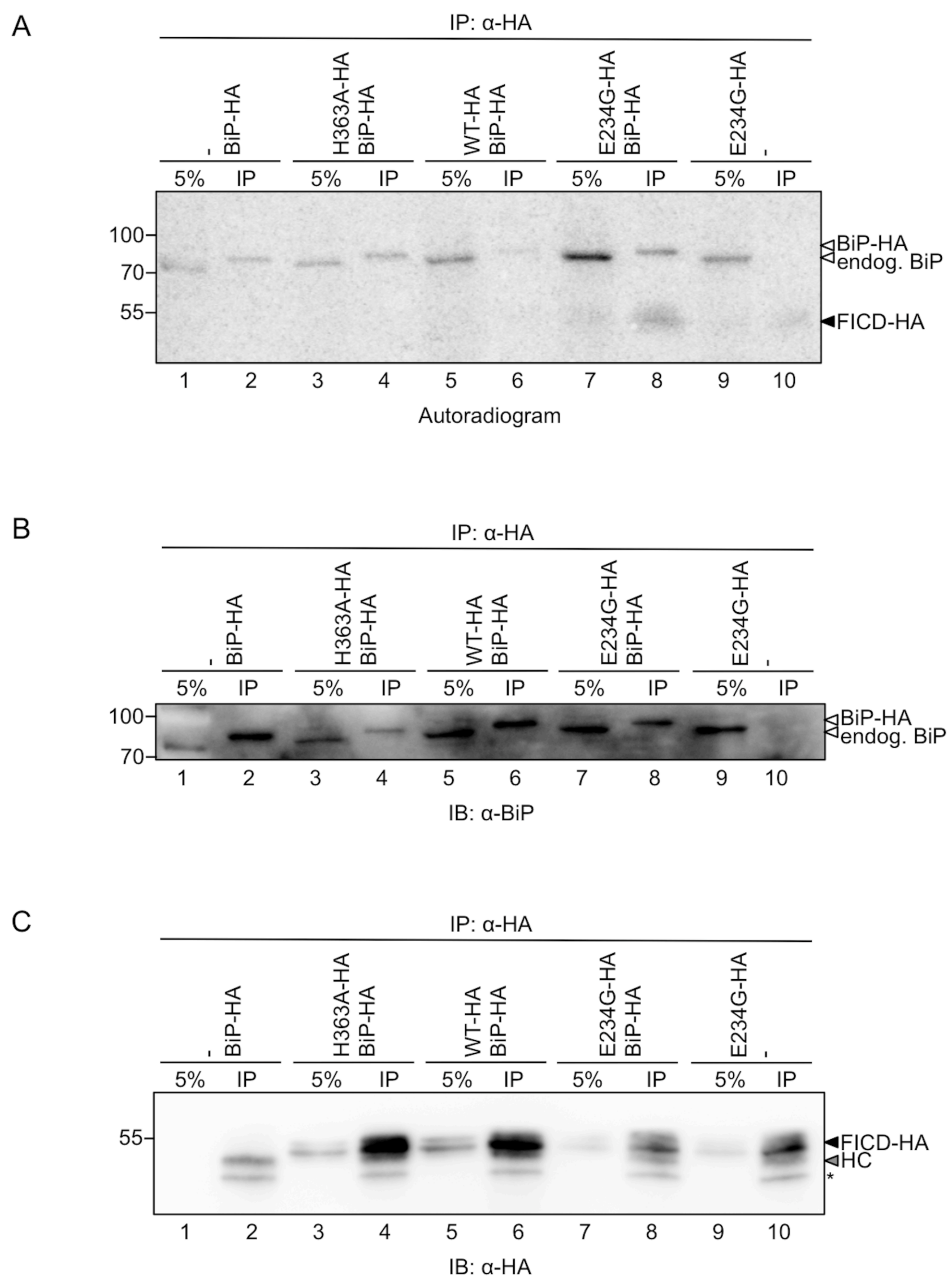 A
IP: α-HA
- BiP-HA
H363A-HA BiP-HA
WT-HA BiP-HA
E234G-HA BiP-HA
E234G-HA -
5% IP 5% IP 5% IP 5% IP 5% IP
100
70
55
BiP-HA
endog. BiP
FICD-HA
1 2 3 4 5 6 7 8 9 10
Autoradiogram
B
IP: α-HA
- BiP-HA
H363A-HA BiP-HA
WT-HA BiP-HA
E234G-HA BiP-HA
E234G-HA -
5% IP 5% IP 5% IP 5% IP 5% IP
100
70
BiP-HA
endog. BiP
1 2 3 4 5 6 7 8 9 10
IB: α-BiP
C
IP: α-HA
- BiP-HA
H363A-HA BiP-HA
WT-HA BiP-HA
E234G-HA BiP-HA
E234G-HA -
5% IP 5% IP 5% IP 5% IP 5% IP
55
FICD-HA
HC
*
1 2 3 4 5 6 7 8 9 10
IB: α-HA